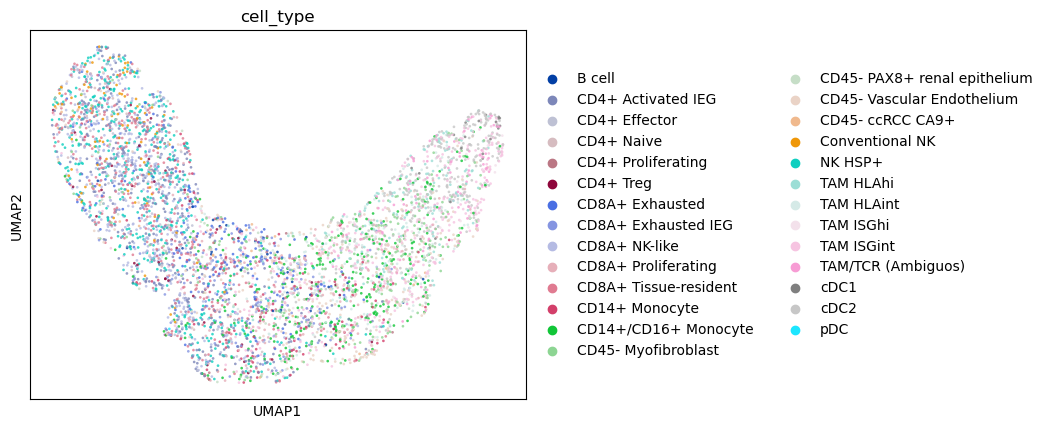 cell_type
UMAP2
UMAP1
B cell
CD4+ Activated IEG
CD4+ Effector
CD4+ Naive
CD4+ Proliferating
CD4+ Treg
CD8A+ Exhausted
CD8A+ Exhausted IEG
CD8A+ NK-like
CD8A+ Proliferating
CD8A+ Tissue-resident
CD14+ Monocyte
CD14+/CD16+ Monocyte
CD45- Myofibroblast
CD45- PAX8+ renal epithelium
CD45- Vascular Endothelium
CD45- ccRCC CA9+
Conventional NK
NK HSP+
TAM HLAhi
TAM HLAint
TAM ISGhi
TAM ISGint
TAM/TCR (Ambiguos)
cDC1
cDC2
pDC